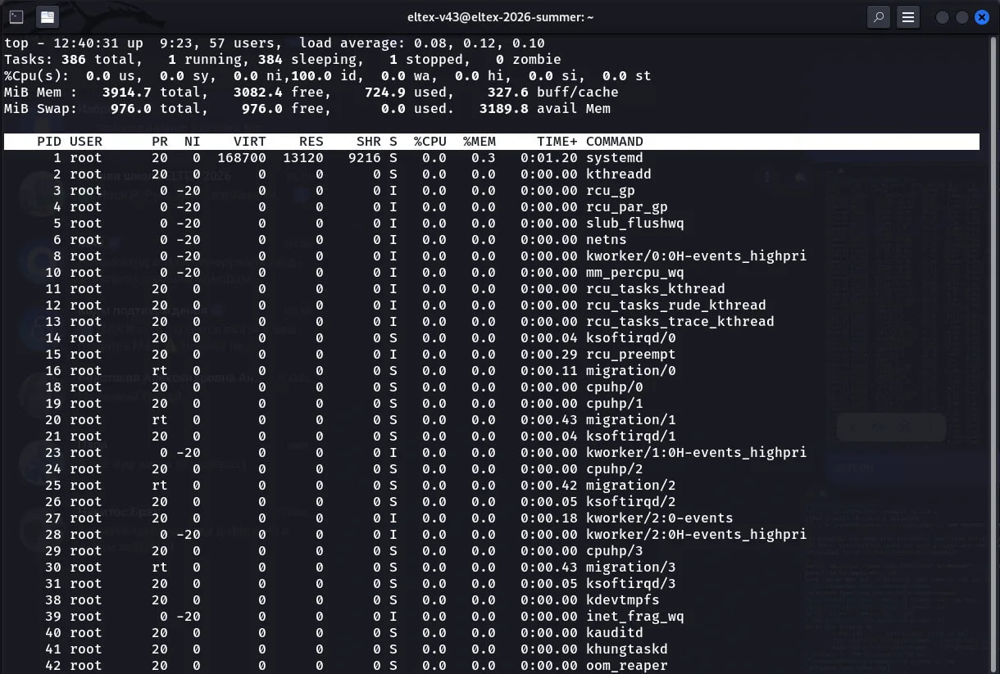 eltex-v43@eltex-2026-summer: ~
top - 12:40:31 up  9:23, 57 users,  load average: 0.08, 0.12, 0.10
Tasks: 386 total,   1 running, 384 sleeping,   1 stopped,   0 zombie
%Cpu(s):  0.0 us,  0.0 sy,  0.0 ni,100.0 id,  0.0 wa,  0.0 hi,  0.0 si,  0.0 st
MiB Mem :   3914.7 total,   3082.4 free,    724.9 used,    327.6 buff/cache
MiB Swap:    976.0 total,    976.0 free,      0.0 used.   3189.8 avail Mem
PID USER      PR  NI    VIRT    RES    SHR S  %CPU  %MEM     TIME+ COMMAND
1 root      20   0  168700  13120   9216 S   0.0   0.3   0:01.20 systemd
2 root      20   0       0      0      0 S   0.0   0.0   0:00.00 kthreadd
3 root       0 -20       0      0      0 I   0.0   0.0   0:00.00 rcu_gp
4 root       0 -20       0      0      0 I   0.0   0.0   0:00.00 rcu_par_gp
5 root       0 -20       0      0      0 I   0.0   0.0   0:00.00 slub_flushwq
6 root       0 -20       0      0      0 I   0.0   0.0   0:00.00 netns
8 root       0 -20       0      0      0 I   0.0   0.0   0:00.00 kworker/0:0H-events_highpri
10 root       0 -20       0      0      0 I   0.0   0.0   0:00.00 mm_percpu_wq
11 root      20   0       0      0      0 I   0.0   0.0   0:00.00 rcu_tasks_kthread
12 root      20   0       0      0      0 I   0.0   0.0   0:00.00 rcu_tasks_rude_kthread
13 root      20   0       0      0      0 I   0.0   0.0   0:00.00 rcu_tasks_trace_kthread
14 root      20   0       0      0      0 S   0.0   0.0   0:00.04 ksoftirqd/0
15 root      20   0       0      0      0 I   0.0   0.0   0:00.29 rcu_preempt
16 root      rt   0       0      0      0 S   0.0   0.0   0:00.11 migration/0
18 root      20   0       0      0      0 S   0.0   0.0   0:00.00 cpuhp/0
19 root      20   0       0      0      0 S   0.0   0.0   0:00.00 cpuhp/1
20 root      rt   0       0      0      0 S   0.0   0.0   0:00.43 migration/1
21 root      20   0       0      0      0 S   0.0   0.0   0:00.04 ksoftirqd/1
23 root       0 -20       0      0      0 I   0.0   0.0   0:00.00 kworker/1:0H-events_highpri
24 root      20   0       0      0      0 S   0.0   0.0   0:00.00 cpuhp/2
25 root      rt   0       0      0      0 S   0.0   0.0   0:00.42 migration/2
26 root      20   0       0      0      0 S   0.0   0.0   0:00.05 ksoftirqd/2
27 root      20   0       0      0      0 I   0.0   0.0   0:00.18 kworker/2:0-events
28 root       0 -20       0      0      0 I   0.0   0.0   0:00.00 kworker/2:0H-events_highpri
29 root      20   0       0      0      0 S   0.0   0.0   0:00.00 cpuhp/3
30 root      rt   0       0      0      0 S   0.0   0.0   0:00.43 migration/3
31 root      20   0       0      0      0 S   0.0   0.0   0:00.05 ksoftirqd/3
38 root      20   0       0      0      0 S   0.0   0.0   0:00.00 kdevtmpfs
39 root       0 -20       0      0      0 I   0.0   0.0   0:00.00 inet_frag_wq
40 root      20   0       0      0      0 S   0.0   0.0   0:00.00 kauditd
41 root      20   0       0      0      0 S   0.0   0.0   0:00.00 khungtaskd
42 root      20   0       0      0      0 S   0.0   0.0   0:00.00 oom_reaper